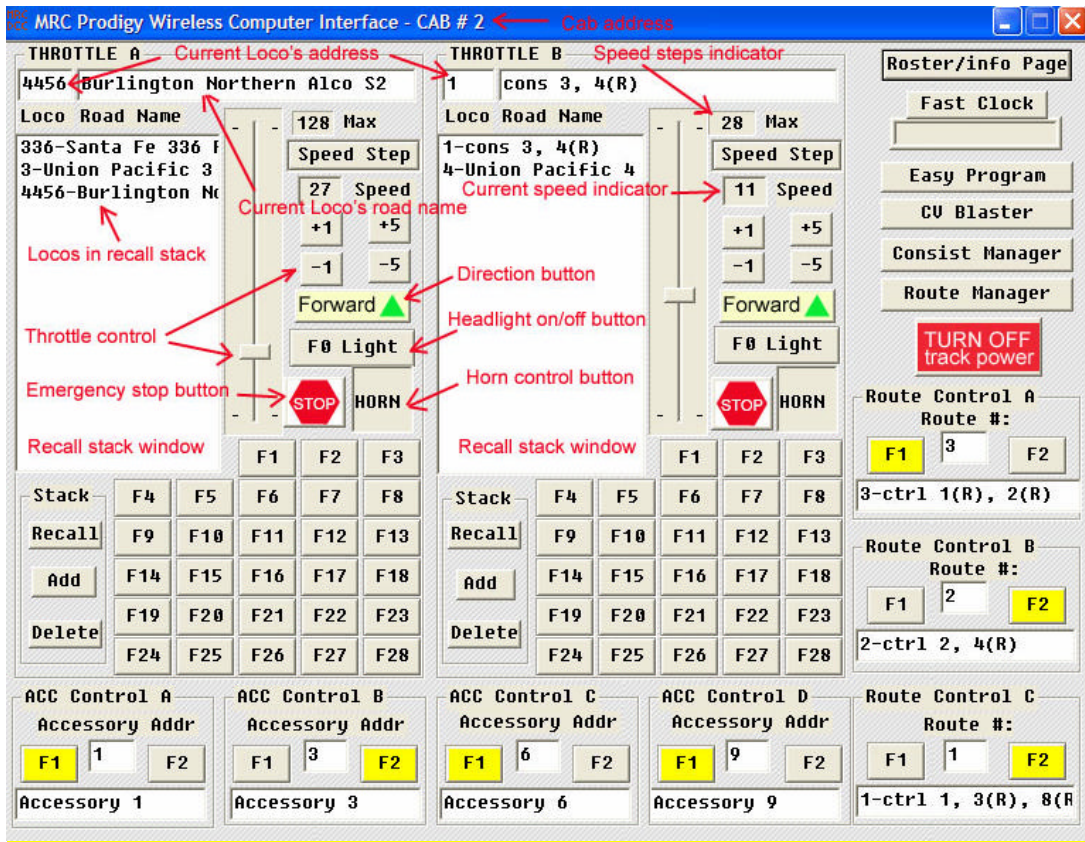 MRC Prodigy Wireless Computer Interface - CAB # 2 Cab address
THROTTLE A
Current Loco's address
THROTTLE B
Speed steps indicator
Roster/info Page
4456 Burlington Northern Alco S2
1 cons 3, 4(R)
Fast Clock
Loco Road Name
128 Max
Loco Road Name
28 Max
336-Santa Fe 336 F
3-Union Pacific 3
4456-Burlington No
Speed Step
1-cons 3, 4(R)
4-Union Pacific 4
Speed Step
Easy Program
27 Speed
Current speed indicator
11 Speed
Current Loco's road name
CV Blaster
+1 +5
+1 +5
Locos in recall stack
Consist Manager
-1 -5
-1 -5
Direction button
Route Manager
Forward
Forward
Headlight on/off button
Throttle control
F0 Light
F0 Light
TURN OFF
track power
Emergency stop button
STOP
HORN
Horn control button
STOP
HORN
Recall stack window
Recall stack window
F1 F2 F3
F1 F2 F3
Stack
F4 F5 F6 F7 F8
Recall
F9 F10 F11 F12 F13
Add
F14 F15 F16 F17 F18
F19 F20 F21 F22 F23
Delete
F24 F25 F26 F27 F28
Stack
F4 F5 F6 F7 F8
Recall
F9 F10 F11 F12 F13
Add
F14 F15 F16 F17 F18
F19 F20 F21 F22 F23
Delete
F24 F25 F26 F27 F28
Route Control A
Route #:
F1 3 F2
3-ctrl 1(R), 2(R)
Route Control B
Route #:
F1 2 F2
2-ctrl 2, 4(R)
ACC Control A
Accessory Addr
F1 1 F2
Accessory 1
ACC Control B
Accessory Addr
F1 3 F2
Accessory 3
ACC Control C
Accessory Addr
F1 6 F2
Accessory 6
ACC Control D
Accessory Addr
F1 9 F2
Accessory 9
Route Control C
Route #:
F1 1 F2
1-ctrl 1, 3(R), 8(R